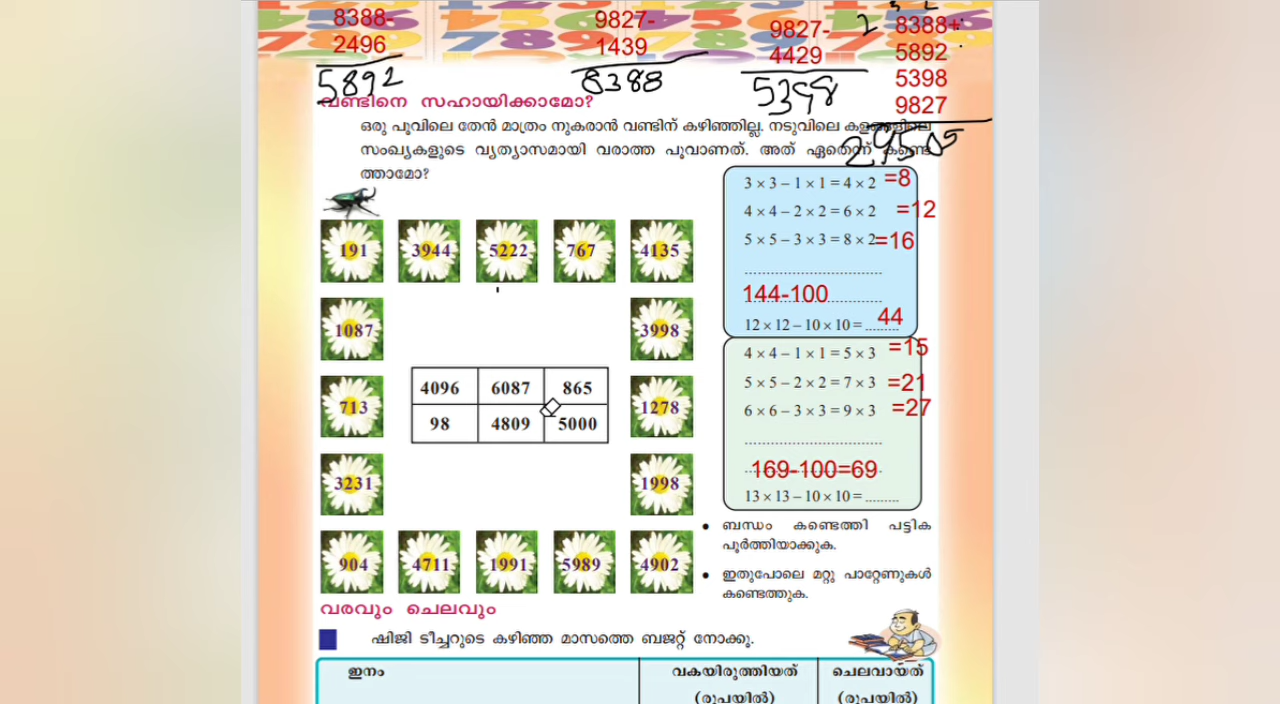 8388-
2496
5892
9827-
1439
8388
9827-
4429
5398
2
8388+
5892
5398
9827
29505
വണ്ടിനെ സഹായിക്കാമോ?
ഒരു പൂവിലെ തേൻ മാത്രം നുകരാൻ വണ്ടിന് കഴിഞ്ഞില്ല. നടുവിലെ കളങ്ങളിലെ
സംഖ്യകളുടെ വ്യത്യാസമായി വരാത്ത പൂവാണത്. അത് ഏതെന്ന് കണ്ടെ
ത്താമോ?
191 3944 5222 767 4135
1087 3998
713 1278
3231 1998
904 4711 1991 5989 4902
4096 6087 865
98 4809 5000
3 × 3 – 1 × 1 = 4 × 2 =8
4 × 4 – 2 × 2 = 6 × 2 =12
5 × 5 – 3 × 3 = 8 × 2 =16
144-100
12 × 12 – 10 × 10 = ......... 44
4 × 4 – 1 × 1 = 5 × 3 =15
5 × 5 – 2 × 2 = 7 × 3 =21
6 × 6 – 3 × 3 = 9 × 3 =27
169-100=69
13 × 13 – 10 × 10 = .........
• ബന്ധം കണ്ടെത്തി പട്ടിക
പൂർത്തിയാക്കുക.
• ഇതുപോലെ മറ്റു പാറ്റേണുകൾ
കണ്ടെത്തുക.
വരവും ചെലവും
ഷിജി ടീച്ചറുടെ കഴിഞ്ഞ മാസത്തെ ബജറ്റ് നോക്കൂ.
ഇനം വകയിരുത്തിയത് ചെലവായത്
(രൂപയിൽ) (രൂപയിൽ)